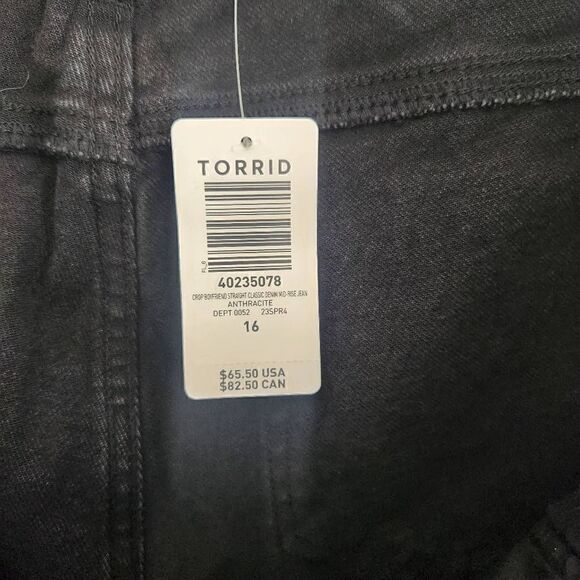 TORRID
FL_6
40235078
CROP BOYFRIEND STRAIGHT CLASSIC DENIM MID-RISE JEAN
ANTHRACITE
DEPT 0052 23SPR4
16
$65.50 USA
$82.50 CAN